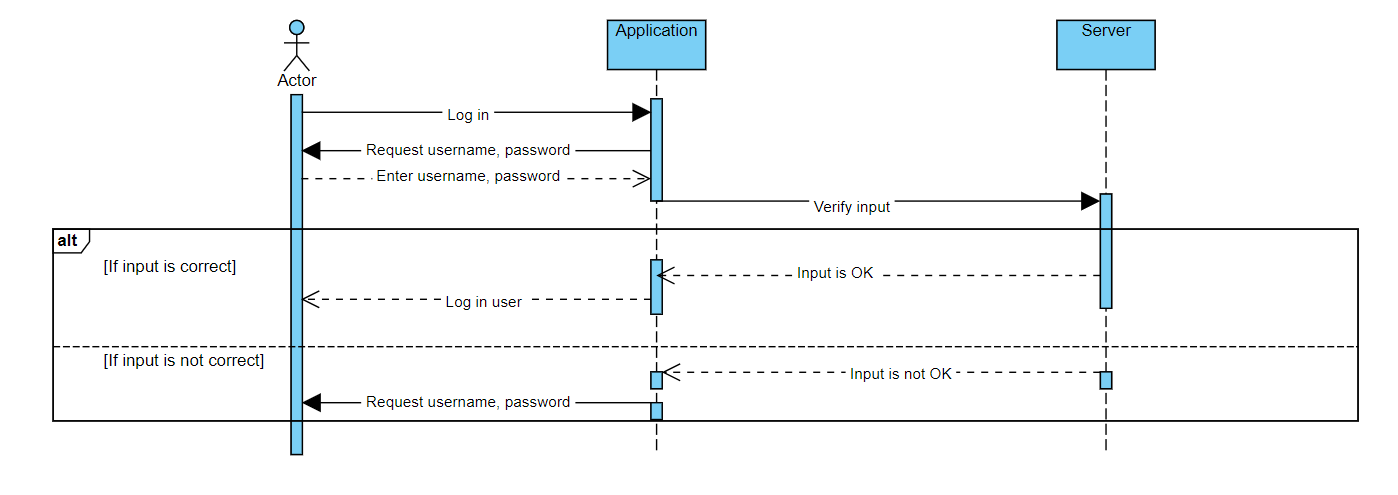 Application
Server
Actor
Log in
Request username, password
Enter username, password
Verify input
alt
[If input is correct]
Input is OK
Log in user
[If input is not correct]
Input is not OK
Request username, password